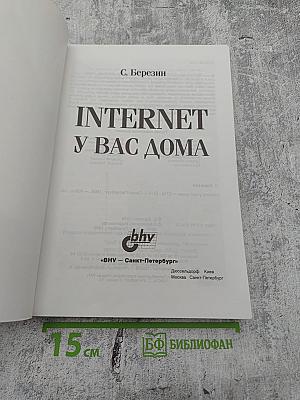 С. Березин
INTERNET
У ВАС ДОМА
bhv
«BHV — Санкт-Петербург»
Дюссельдорф Киев
Москва Санкт-Петербург
15 см
БФ БИБЛИОФАН